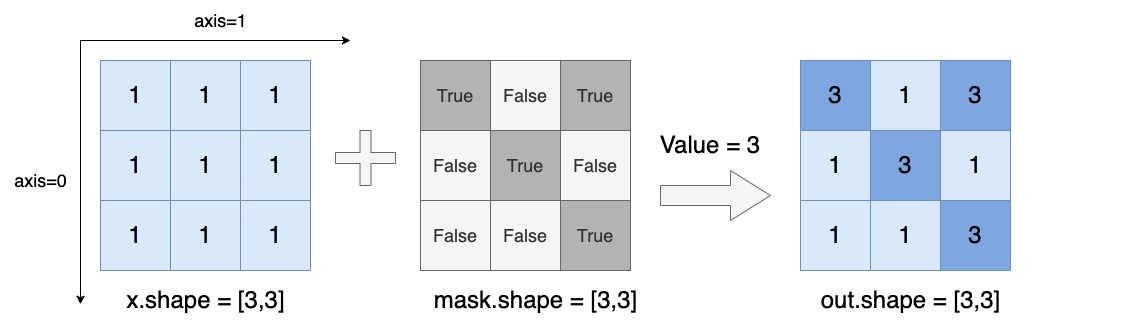 axis=1
axis=0
1 1 1
1 1 1
1 1 1
x.shape = [3,3]
True False True
False True False
False False True
mask.shape = [3,3]
Value = 3
3 1 3
1 3 1
1 1 3
out.shape = [3,3]